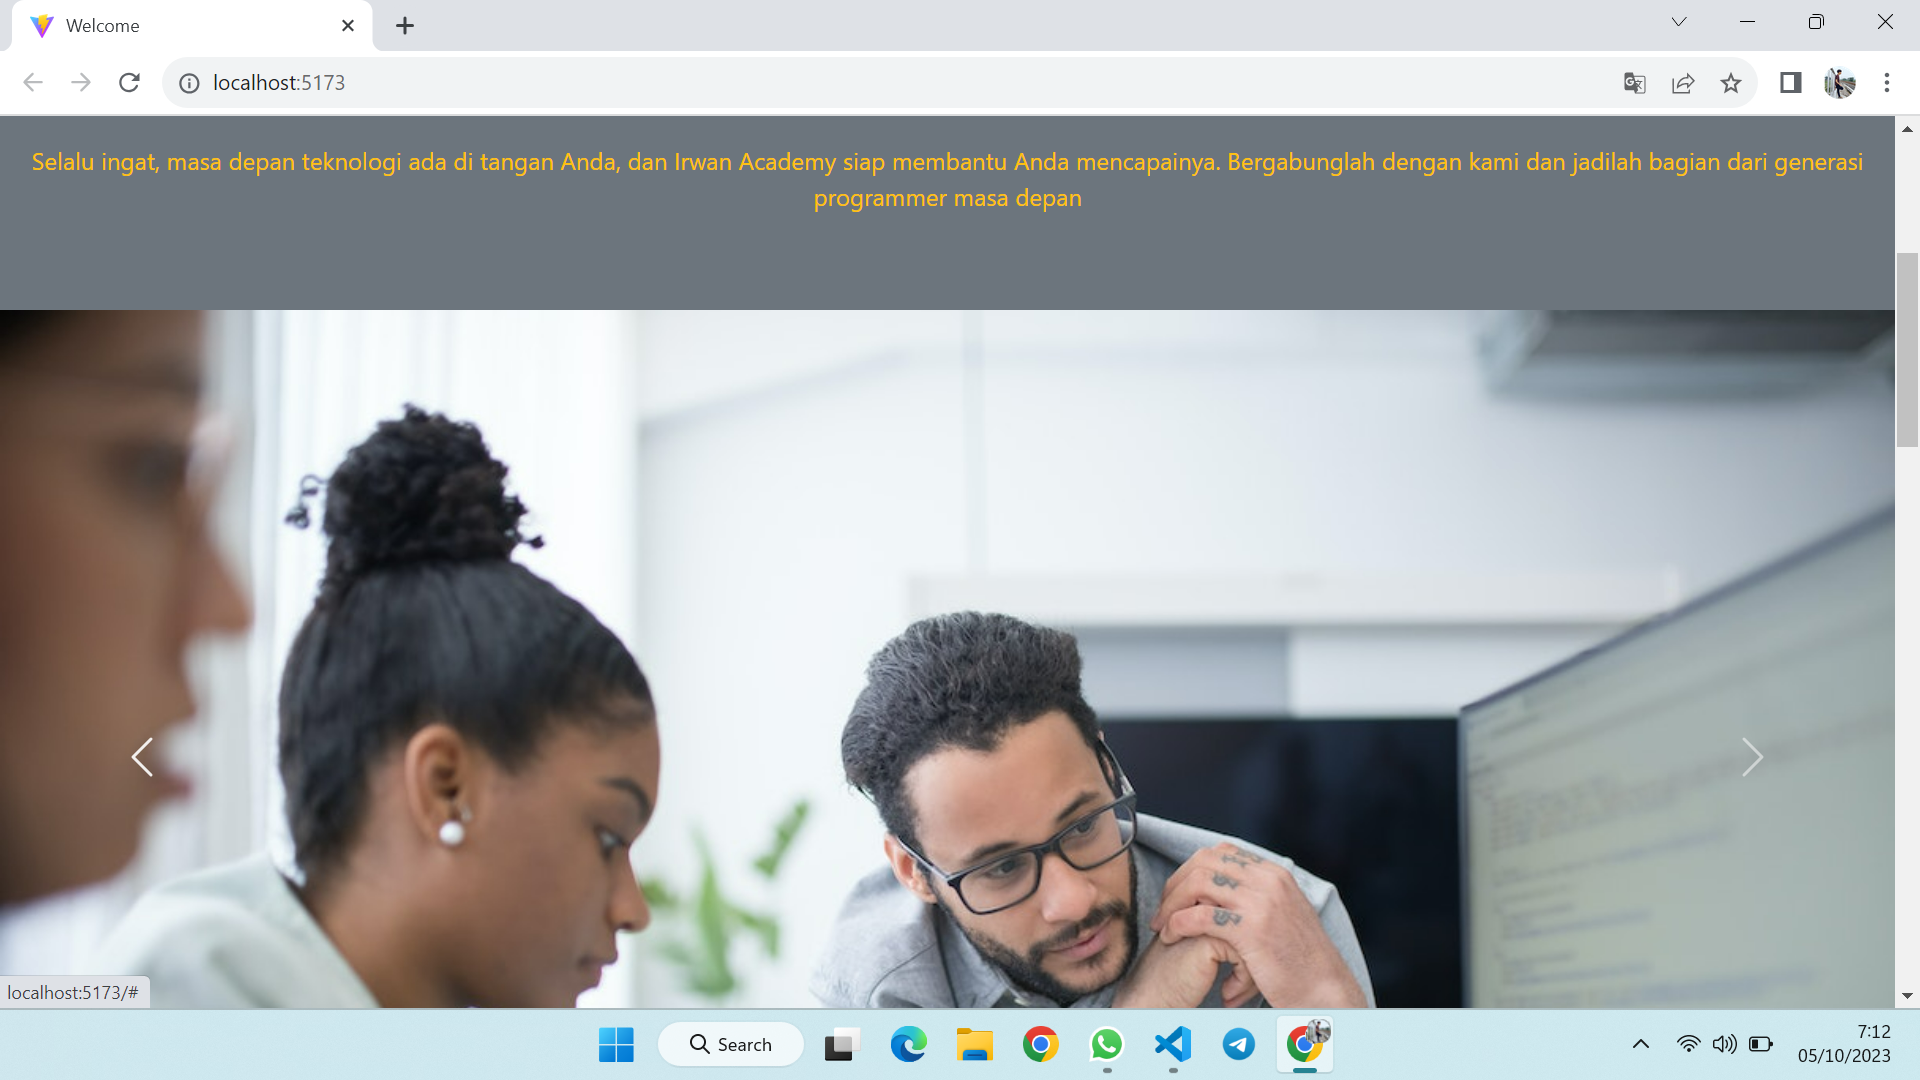 Welcome
localhost:5173
Selalu ingat, masa depan teknologi ada di tangan Anda, dan Irwan Academy siap membantu Anda mencapainya. Bergabunglah dengan kami dan jadilah bagian dari generasi
programmer masa depan
localhost:5173/#
Search
7:12
05/10/2023